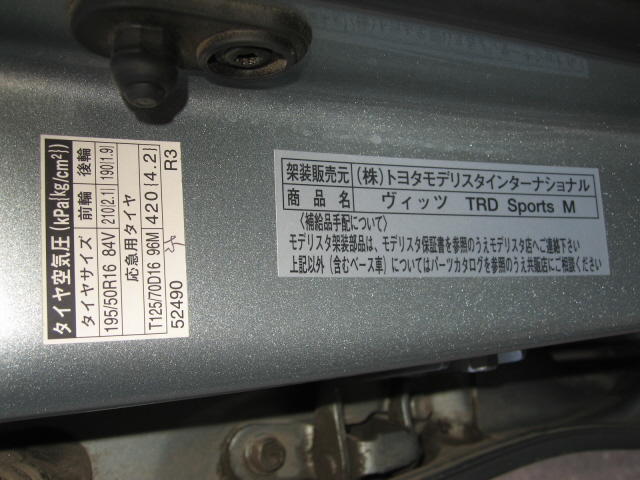 タイヤ空気圧(kPa{kg/cm²})
タイヤサイズ 前輪 後輪
195/50R16 84V 210{2.1} 190{1.9}
応急用タイヤ
T125/70D16 96M 420{4.2}
52490 R3
架装販売元 (株)トヨタモデリスタインターナショナル
商品名 ヴィッツ TRD Sports M
〈補給品手配について〉
モデリスタ架装部品は、モデリスタ保証書を参照のうえモデリスタ店へご連絡下さい
上記以外(含むベース車)についてはパーツカタログを参照のうえ共販店にご相談ください